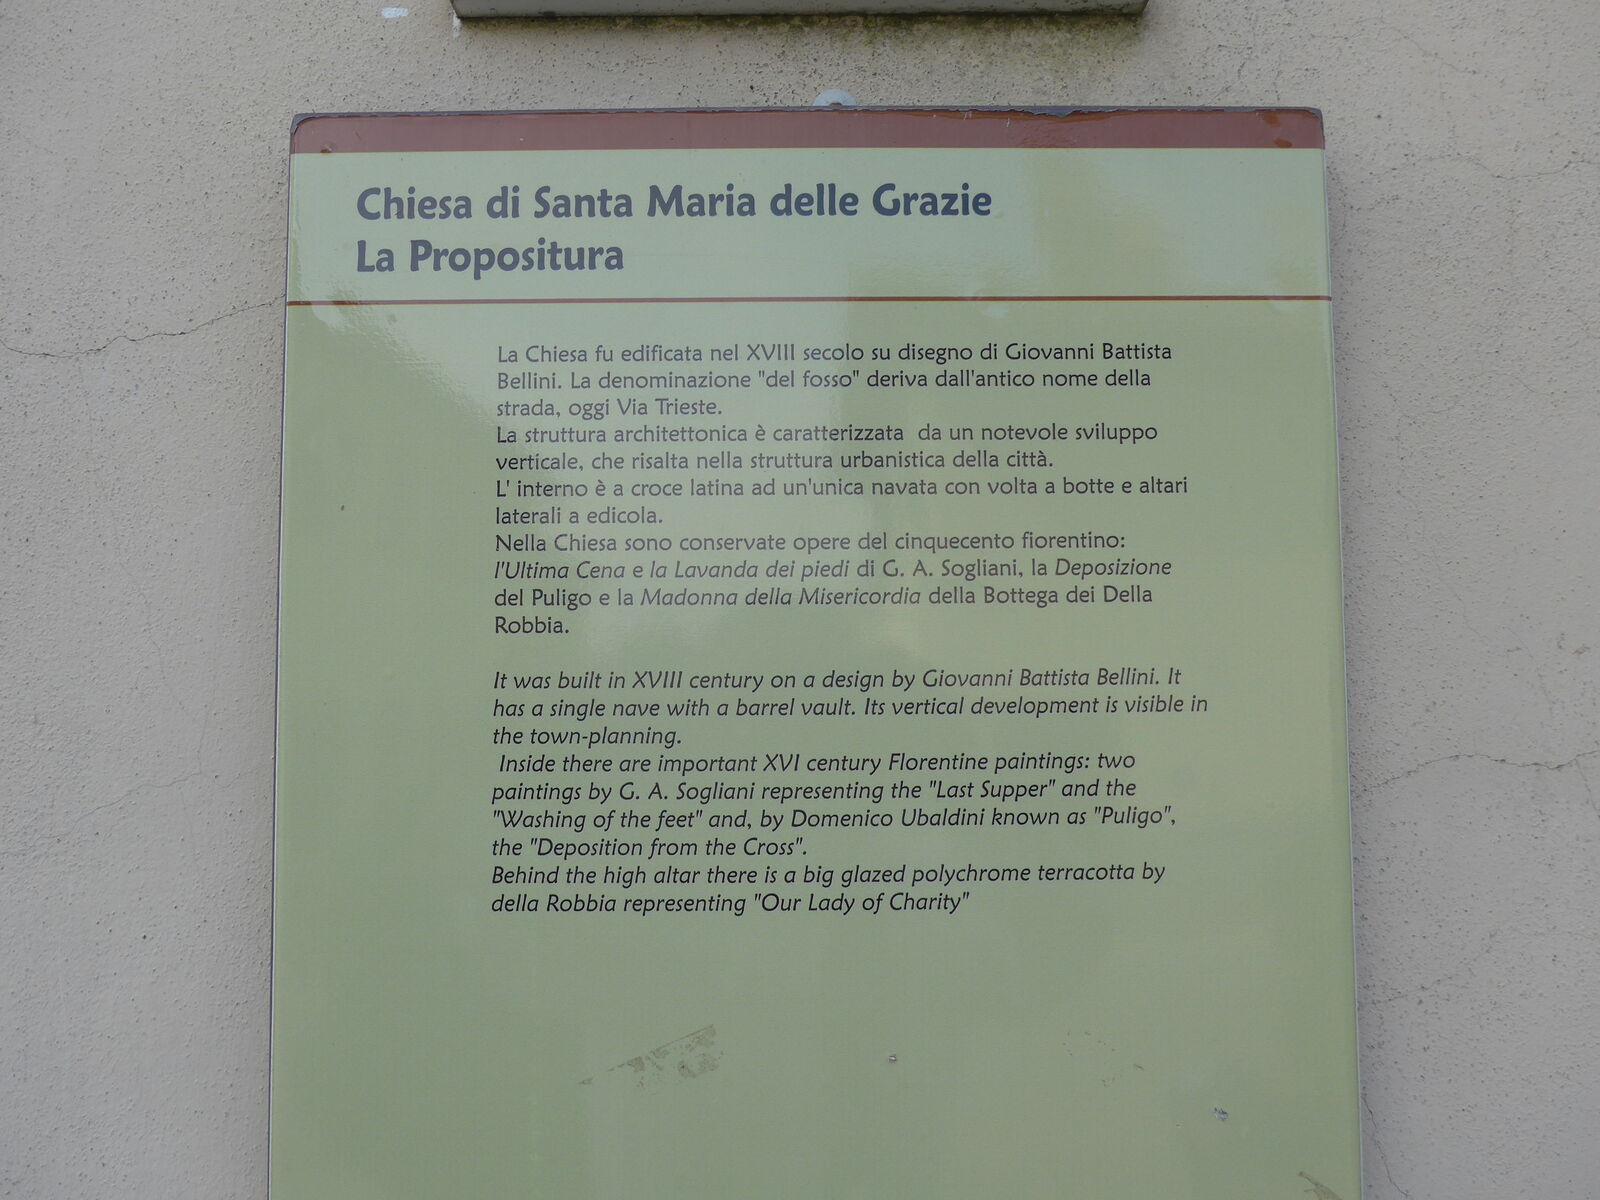 Chiesa di Santa Maria delle Grazie
La Propositura
La Chiesa fu edificata nel XVIII secolo su disegno di Giovanni Battista
Bellini. La denominazione "del fosso" deriva dall'antico nome della
strada, oggi Via Trieste.
La struttura architettonica è caratterizzata da un notevole sviluppo
verticale, che risalta nella struttura urbanistica della città.
L' interno è a croce latina ad un'unica navata con volta a botte e altari
laterali a edicola.
Nella Chiesa sono conservate opere del cinquecento fiorentino:
l'Ultima Cena e la Lavanda dei piedi di G. A. Sogliani, la Deposizione
del Puligo e la Madonna della Misericordia della Bottega dei Della
Robbia.
It was built in XVIII century on a design by Giovanni Battista Bellini. It
has a single nave with a barrel vault. Its vertical development is visible in
the town-planning.
Inside there are important XVI century Florentine paintings: two
paintings by G. A. Sogliani representing the "Last Supper" and the
"Washing of the feet" and, by Domenico Ubaldini known as "Puligo",
the "Deposition from the Cross".
Behind the high altar there is a big glazed polychrome terracotta by
della Robbia representing "Our Lady of Charity"